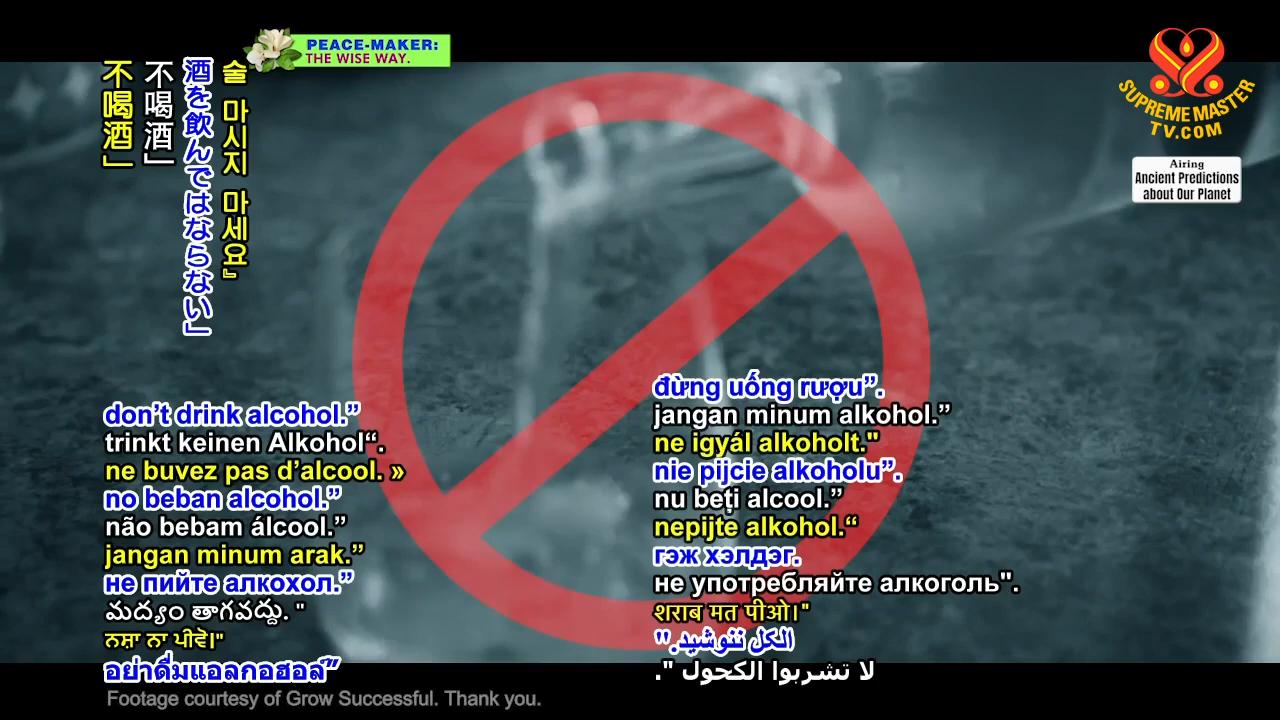 PEACE-MAKER:
THE WISE WAY.
SUPREME MASTER
TV.COM
Airing
Ancient Predictions
about Our Planet
술 마시지 마세요』
酒を飲んではならない」
不喝酒」
不喝酒」
don’t drink alcohol.”
trinkt keinen Alkohol“.
ne buvez pas d’alcool. »
no beban alcohol.”
não bebam álcool.”
jangan minum arak.”
не пийте алкохол.”
మద్యం తాగవద్దు. "
ਨਸ਼ਾ ਨਾ ਪੀਵੋ।"
อย่าดื่มแอลกอฮอล์”
đừng uống rượu”.
jangan minum alkohol.”
ne igyál alkoholt."
nie pijcie alkoholu”.
nu beți alcool.”
nepijte alkohol.“
гэж хэлдэг.
не употребляйте алкоголь".
शराब मत पीओ।"
الکل ننوشید."
لا تشربوا الكحول ".
Footage courtesy of Grow Successful. Thank you.